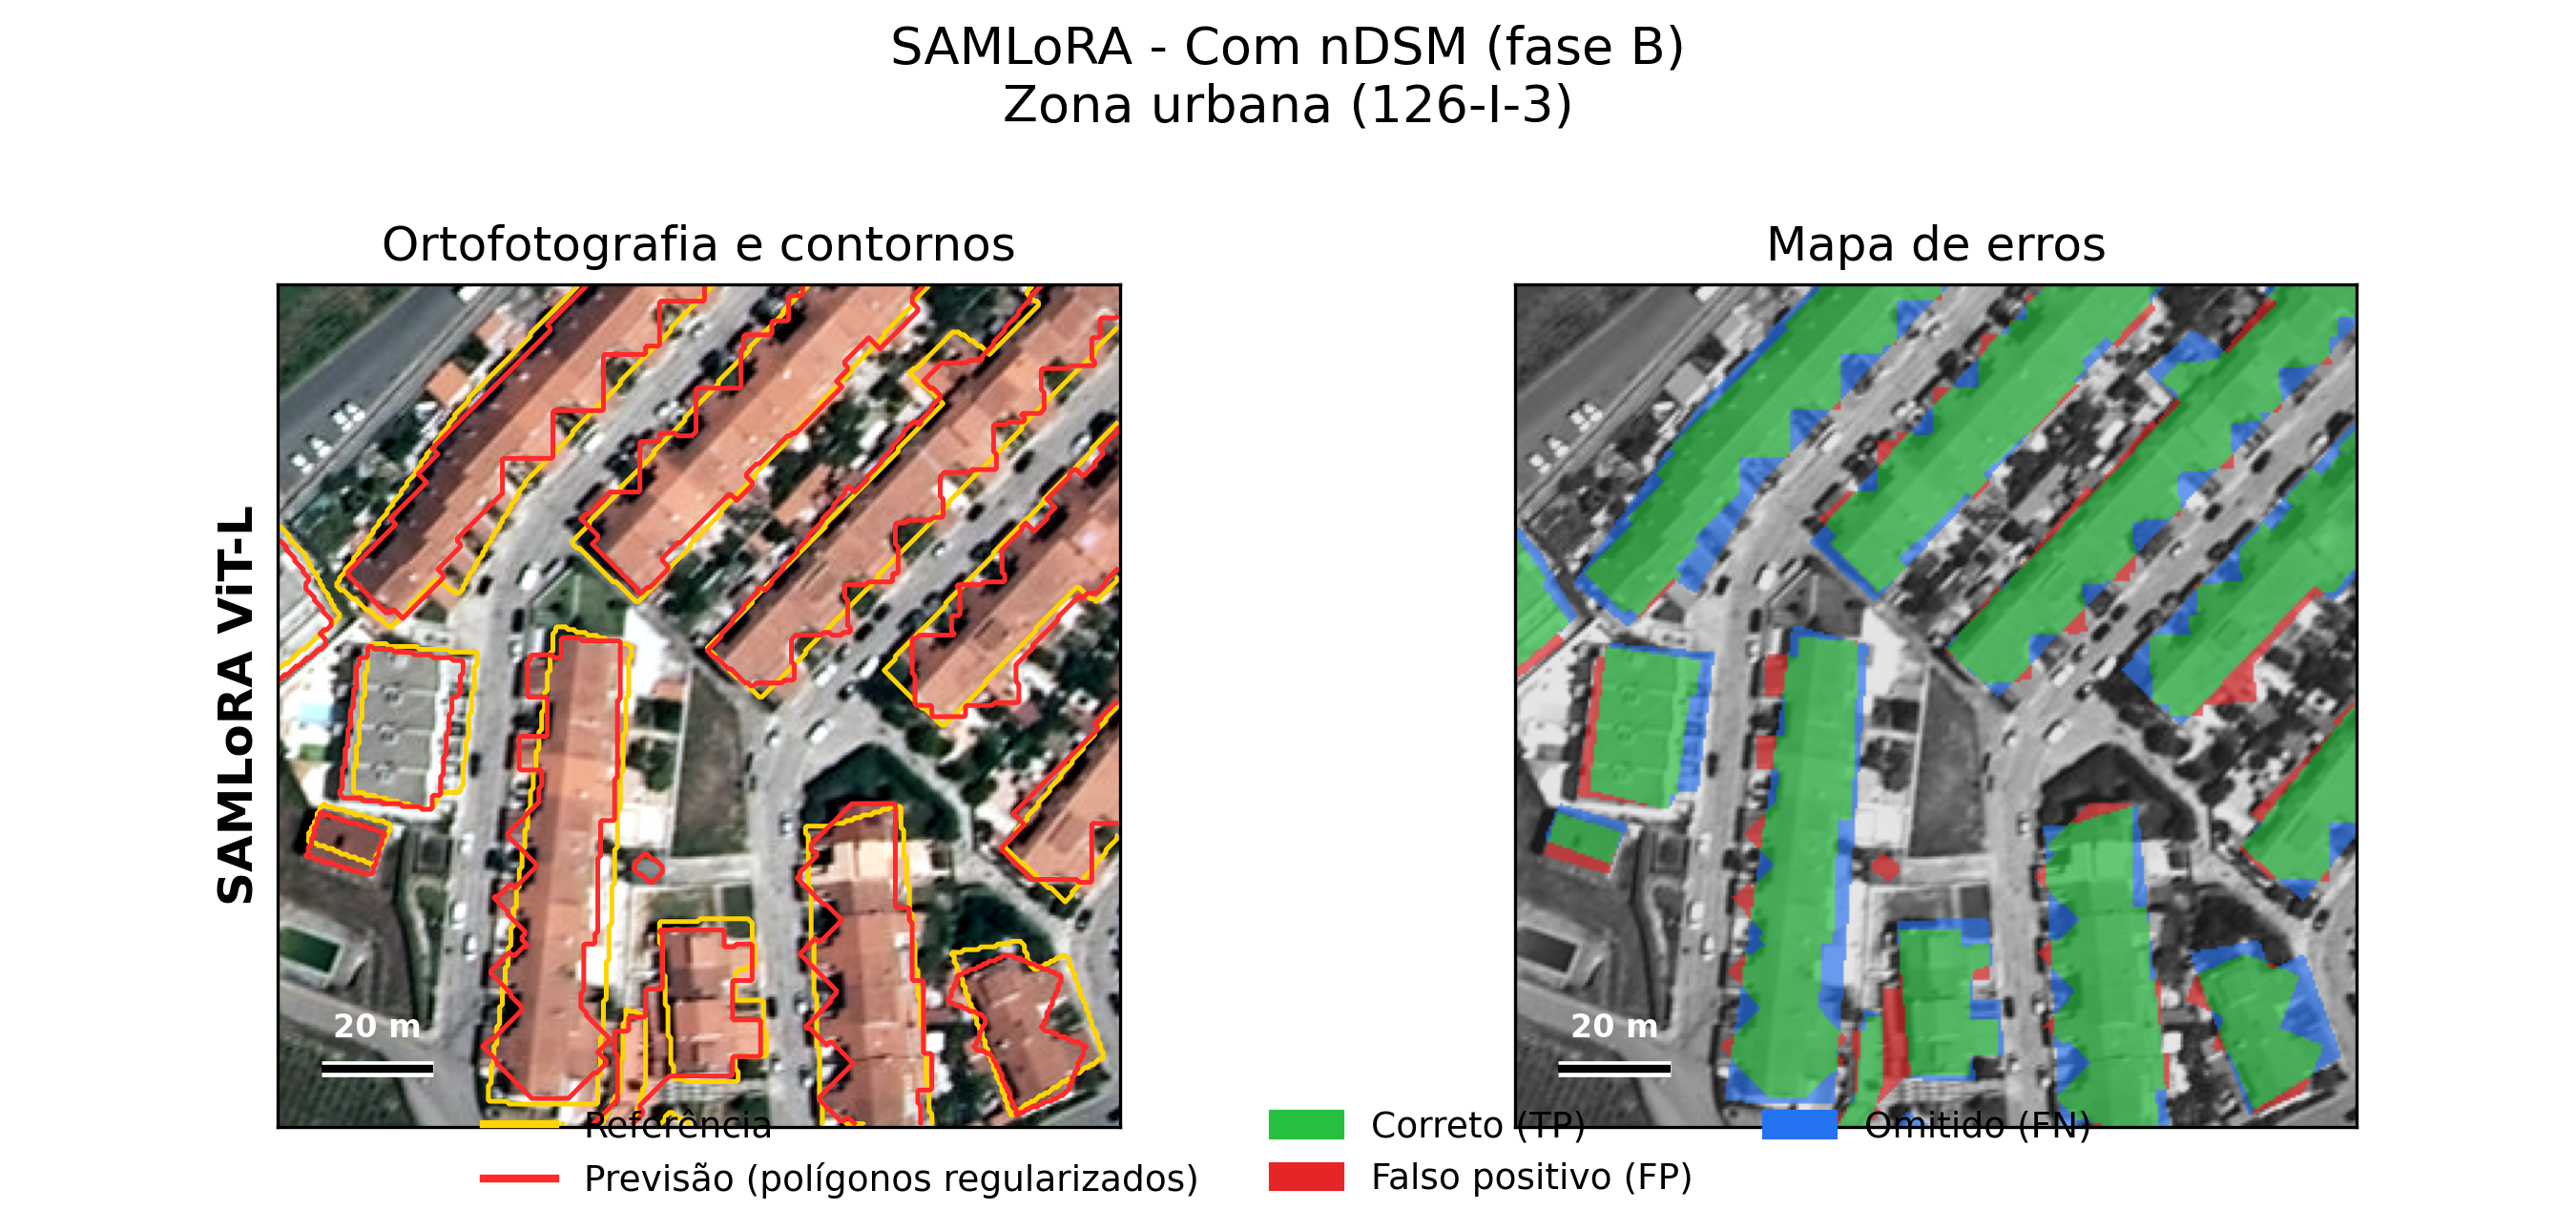 SAMLoRA - Com nDSM (fase B)
Zona urbana (126-I-3)
Ortofotografia e contornos
Mapa de erros
SAMLoRA ViT-L
20 m
20 m
Referência
Previsão (polígonos regularizados)
Correto (TP)
Falso positivo (FP)
Omitido (FN)